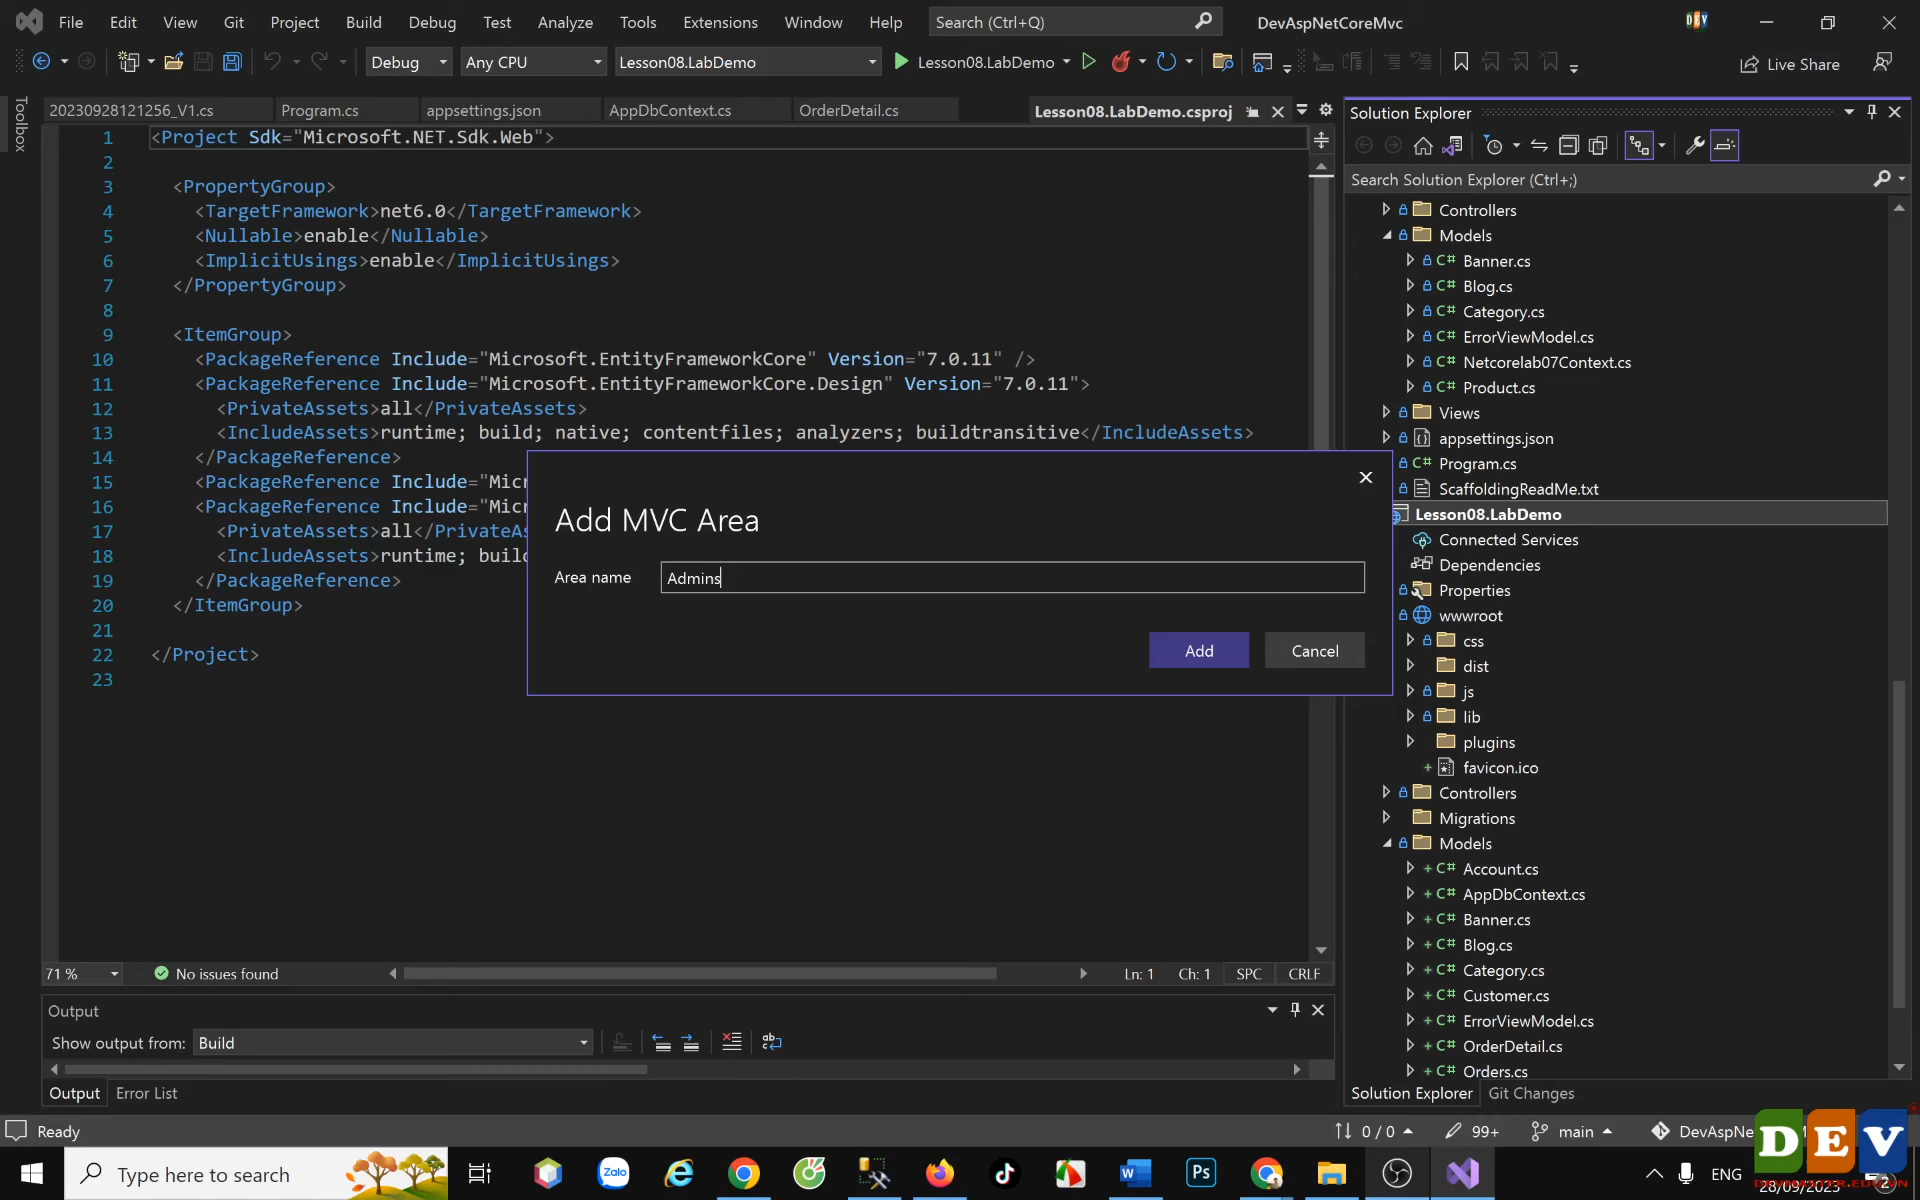 File Edit View Git Project Build Debug Test Analyze Tools Extensions Window Help Search (Ctrl+Q) DevAspNetCoreMvc
Debug Any CPU Lesson08.LabDemo Lesson08.LabDemo Live Share
Toolbox
20230928121256_V1.cs Program.cs appsettings.json AppDbContext.cs OrderDetail.cs Lesson08.LabDemo.csproj
1 <Project Sdk="Microsoft.NET.Sdk.Web">
2
3 <PropertyGroup>
4 <TargetFramework>net6.0</TargetFramework>
5 <Nullable>enable</Nullable>
6 <ImplicitUsings>enable</ImplicitUsings>
7 </PropertyGroup>
8
9 <ItemGroup>
10 <PackageReference Include="Microsoft.EntityFrameworkCore" Version="7.0.11" />
11 <PackageReference Include="Microsoft.EntityFrameworkCore.Design" Version="7.0.11">
12 <PrivateAssets>all</PrivateAssets>
13 <IncludeAssets>runtime; build; native; contentfiles; analyzers; buildtransitive</IncludeAssets>
14 </PackageReference>
15 <PackageReference Include="Mic
16 <PackageReference Include="Mic
17 <PrivateAssets>all</PrivateAs
18 <IncludeAssets>runtime; buil
19 </PackageReference>
20 </ItemGroup>
21
22 </Project>
23
Add MVC Area
Area name Admins
Add Cancel
71 % No issues found Ln: 1 Ch: 1 SPC CRLF
Output
Show output from: Build
Output Error List
Solution Explorer
Search Solution Explorer (Ctrl+;)
Controllers
Models
C# Banner.cs
C# Blog.cs
C# Category.cs
C# ErrorViewModel.cs
C# Netcorelab07Context.cs
C# Product.cs
Views
appsettings.json
C# Program.cs
ScaffoldingReadMe.txt
Lesson08.LabDemo
Connected Services
Dependencies
Properties
wwwroot
css
dist
js
lib
plugins
favicon.ico
Controllers
Migrations
Models
C# Account.cs
C# AppDbContext.cs
C# Banner.cs
C# Blog.cs
C# Category.cs
C# Customer.cs
C# ErrorViewModel.cs
C# OrderDetail.cs
C# Orders.cs
Solution Explorer Git Changes
Ready 0 / 0 99+ main DevAspNe
DEV
Type here to search Zalo Ps ENG 28/09/2023 2